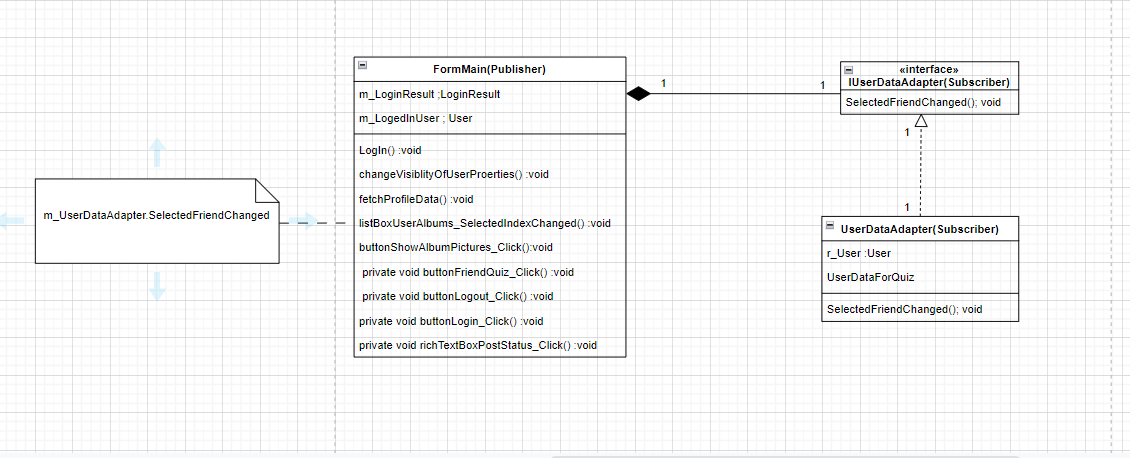 m_UserDataAdapter.SelectedFriendChanged
FormMain(Publisher)
m_LoginResult ;LoginResult
m_LogedInUser ; User
LogIn() :void
changeVisiblityOfUserProerties() :void
fetchProfileData() :void
listBoxUserAlbums_SelectedIndexChanged() :void
buttonShowAlbumPictures_Click():void
private void buttonFriendQuiz_Click() :void
private void buttonLogout_Click() :void
private void buttonLogin_Click() :void
private void richTextBoxPostStatus_Click() :void
1
1
«interface»
IUserDataAdapter(Subscriber)
SelectedFriendChanged(); void
1
1
UserDataAdapter(Subscriber)
r_User :User
UserDataForQuiz
SelectedFriendChanged(); void